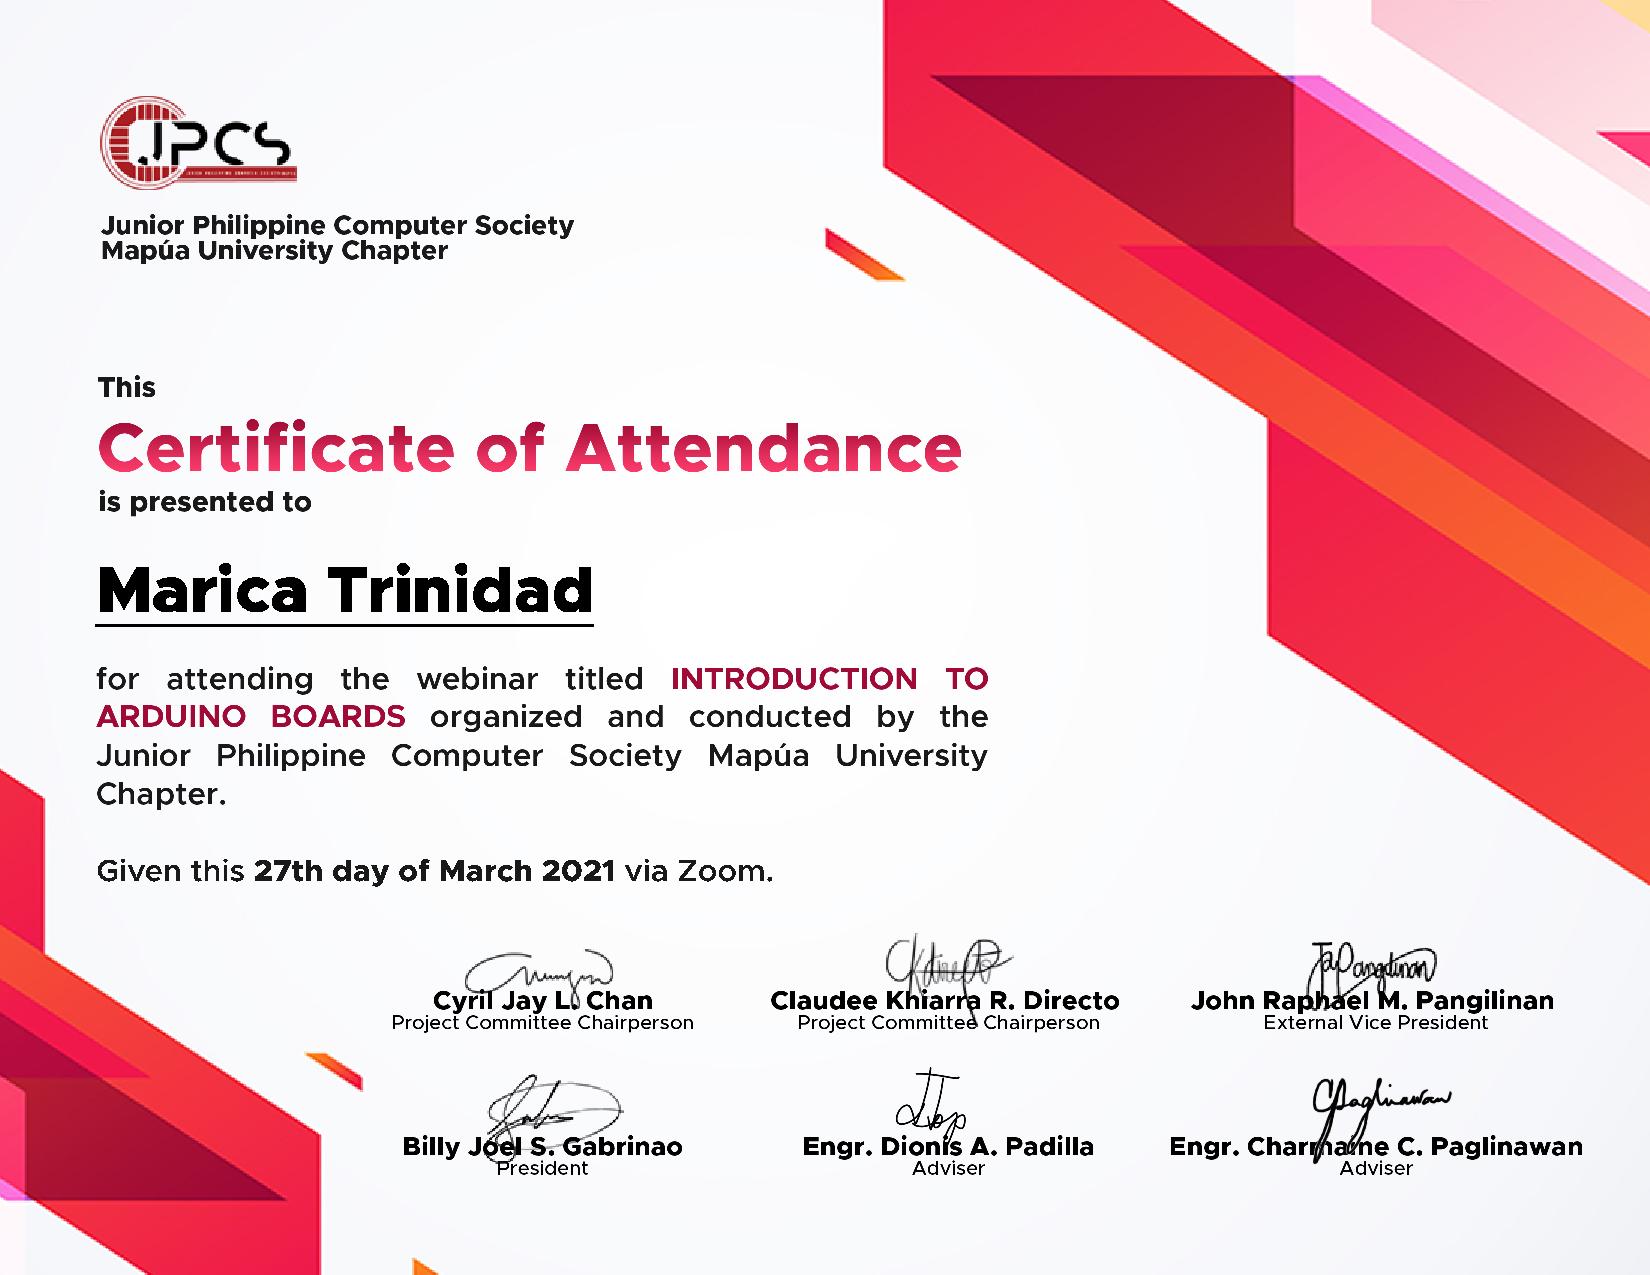 JPCS
Junior Philippine Computer Society
Mapúa University Chapter
This
Certificate of Attendance
is presented to
Marica Trinidad
for attending the webinar titled INTRODUCTION TO
ARDUINO BOARDS organized and conducted by the
Junior Philippine Computer Society Mapúa University
Chapter.
Given this 27th day of March 2021 via Zoom.
Cyril Jay L. Chan
Project Committee Chairperson
Claudee Khiarra R. Directo
Project Committee Chairperson
John Raphael M. Pangilinan
External Vice President
Billy Joel S. Gabrinao
President
Engr. Dionis A. Padilla
Adviser
Engr. Charmaine C. Paglinawan
Adviser